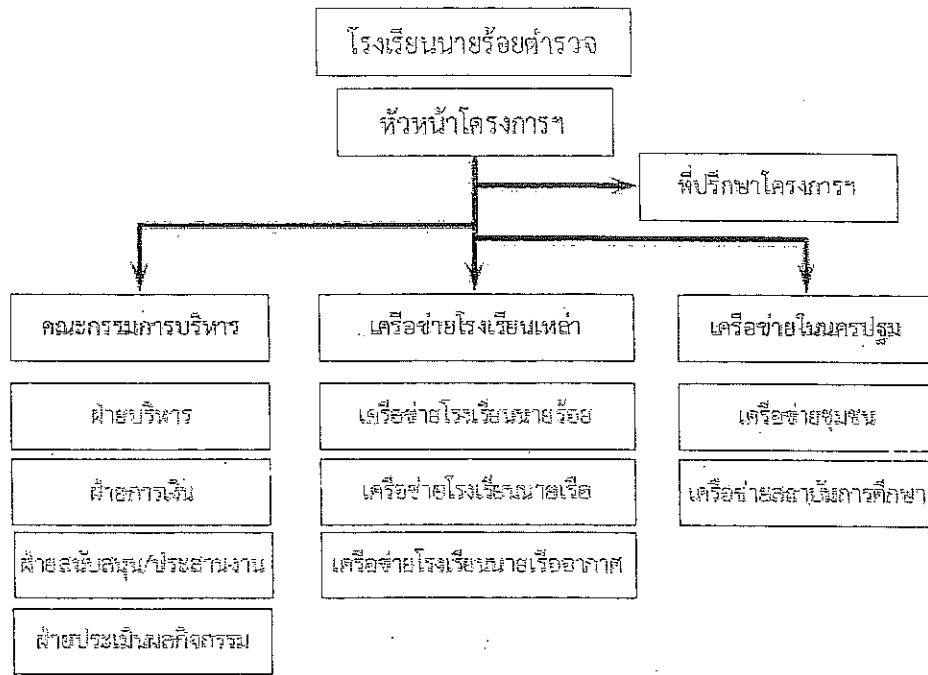 โรงเรียนนายร้อยตำรวจ
หัวหน้าโครงการฯ
ที่ปรึกษาโครงการฯ
คณะกรรมการบริหาร
เครือข่ายโรงเรียนเหล่า
เครือข่ายในนครปฐม
ฝ่ายบริหาร
เครือข่ายโรงเรียนนายร้อย
เครือข่ายชุมชน
ฝ่ายการเงิน
เครือข่ายโรงเรียนนายเรือ
เครือข่ายสถาบันการศึกษา
ฝ่ายสนับสนุน/ประสานงาน
เครือข่ายโรงเรียนนายเรืออากาศ
ฝ่ายประเมินผลกิจกรรม